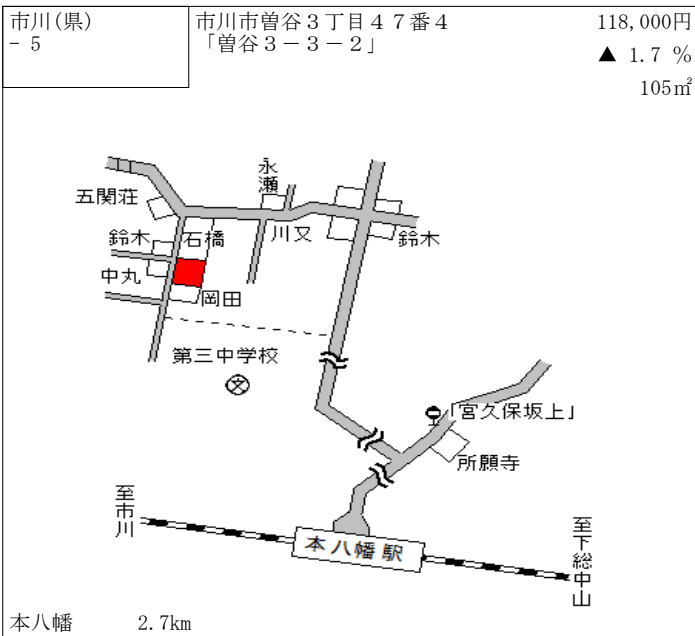 市川(県)
- 5
市川市曽谷３丁目４７番４
「曽谷３－３－２」
118,000円
▲ 1.7 %
105㎡
永瀬
五関荘
鈴木
石橋
川又
鈴木
中丸
岡田
第三中学校
「宮久保坂上」
所願寺
至市川
本八幡駅
至下総中山
本八幡 2.7km